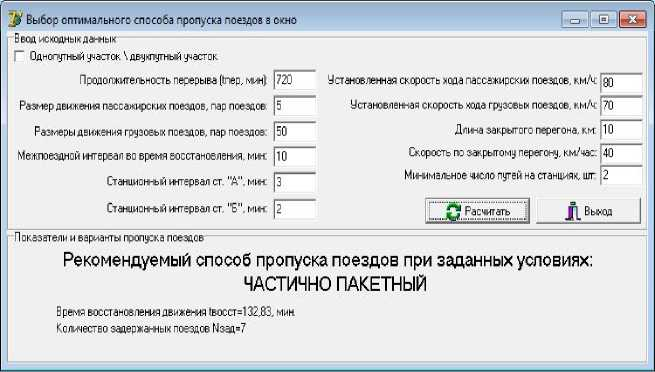 Выбор оптимального способа пропуска поездов в окно
Ввод исходных данных
Однопутный участок \ двухпутный участок
Продолжительность перерыва (tпер, мин): 720
Размер движения пассажирских поездов, пар поездов: 5
Размеры движения грузовых поездов, пар поездов: 50
Межпоездной интервал во время восстановления, мин: 10
Станционный интервал ст. "А", мин: 3
Станционный интервал ст. "Б", мин: 2
Установленная скорость хода пассажирских поездов, км/ч: 80
Установленная скорость хода грузовых поездов, км/ч: 70
Длина закрытого перегона, км: 10
Скорость по закрытому перегону, км/час: 40
Минимальное число путей на станциях, шт: 2
Расчитать
Выход
Показатели и варианты пропуска поездов
Рекомендуемый способ пропуска поездов при заданных условиях:
ЧАСТИЧНО ПАКЕТНЫЙ
Время восстановления движения tвосст=132,83, мин.
Количество задержанных поездов Nзад=7